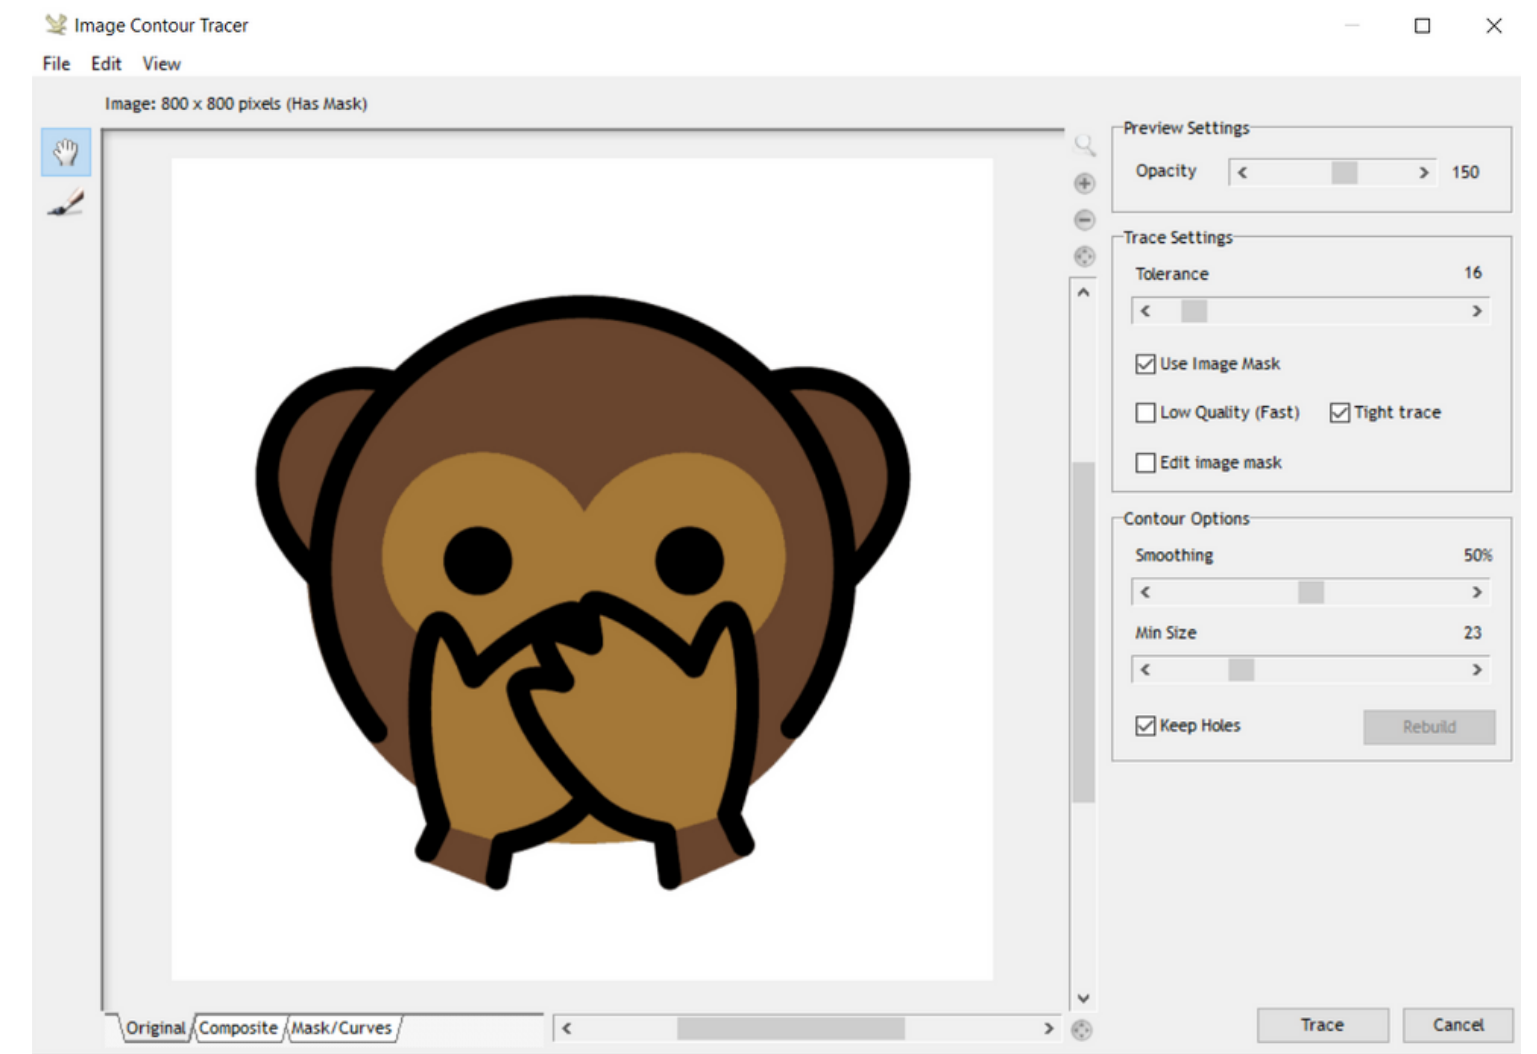 Image Contour Tracer
File Edit View
Image: 800 x 800 pixels (Has Mask)
Preview Settings
Opacity 150
Trace Settings
Tolerance 16
Use Image Mask
Low Quality (Fast) Tight trace
Edit image mask
Contour Options
Smoothing 50%
Min Size 23
Keep Holes Rebuild
Original Composite Mask/Curves
Trace Cancel